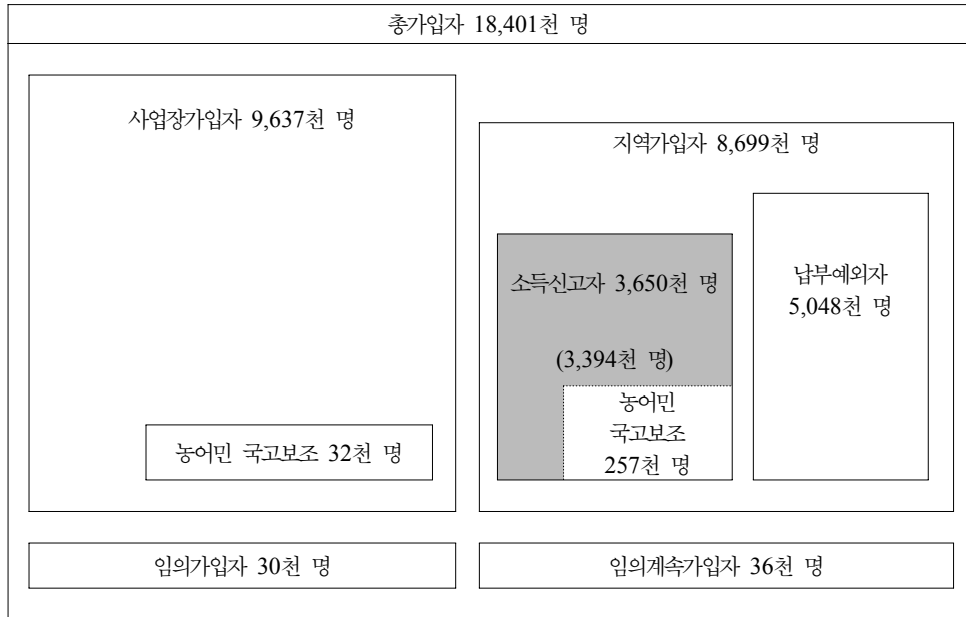 총가입자 18,401천 명
사업장가입자 9,637천 명
농어민 국고보조 32천 명
지역가입자 8,699천 명
소득신고자 3,650천 명
(3,394천 명)
농어민
국고보조
257천 명
납부예외자
5,048천 명
임의가입자 30천 명
임의계속가입자 36천 명